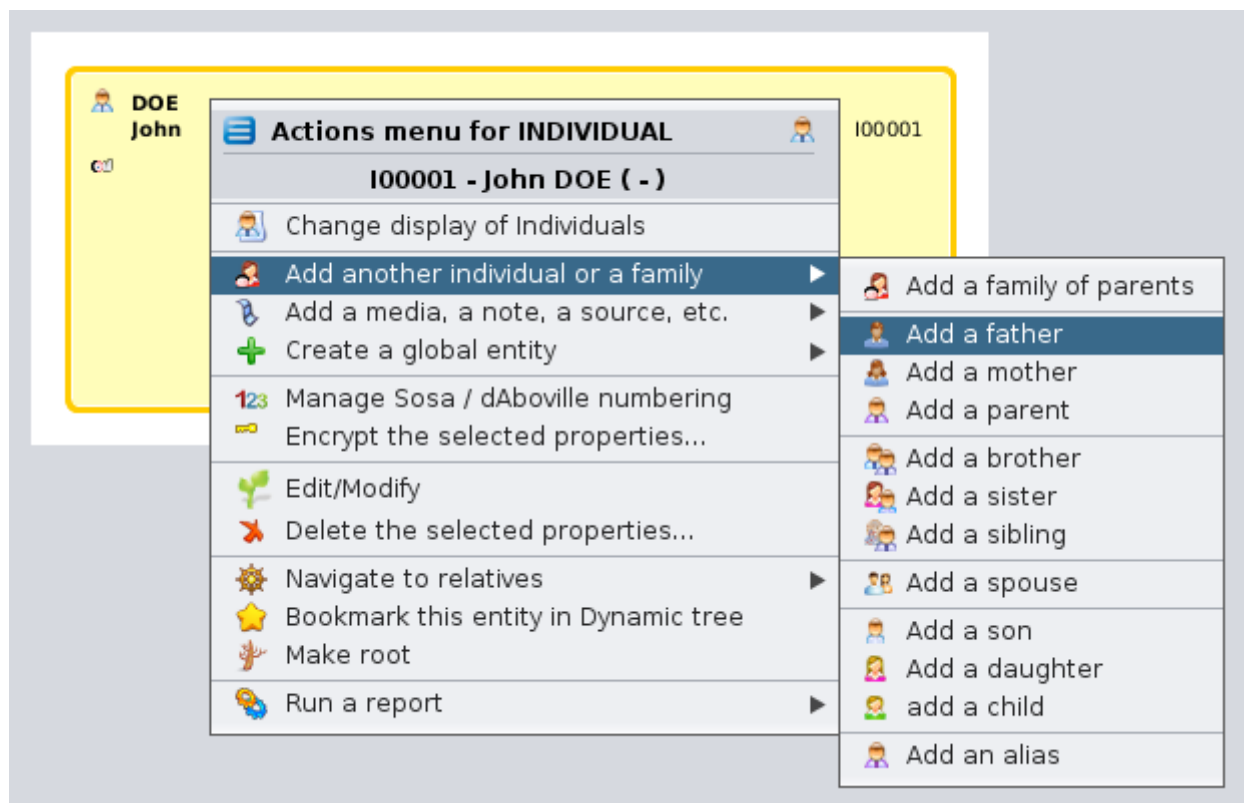 DOE
John
I00001
Actions menu for INDIVIDUAL
I00001 - John DOE ( - )
Change display of Individuals
Add another individual or a family
Add a media, a note, a source, etc.
Create a global entity
123 Manage Sosa / dAboville numbering
Encrypt the selected properties...
Edit/Modify
Delete the selected properties...
Navigate to relatives
Bookmark this entity in Dynamic tree
Make root
Run a report
Add a family of parents
Add a father
Add a mother
Add a parent
Add a brother
Add a sister
Add a sibling
Add a spouse
Add a son
Add a daughter
add a child
Add an alias